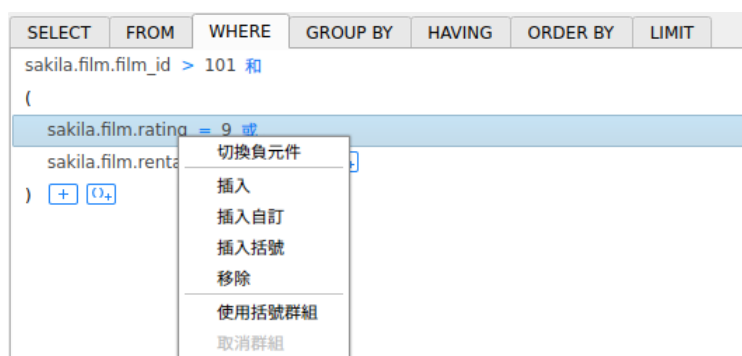 SELECT FROM WHERE GROUP BY HAVING ORDER BY LIMIT
sakila.film.film_id > 101 和
(
sakila.film.rating = 9 或
切換負元件
sakila.film.renta
插入
) + ()+
插入自訂
插入括號
移除
使用括號群組
取消群組